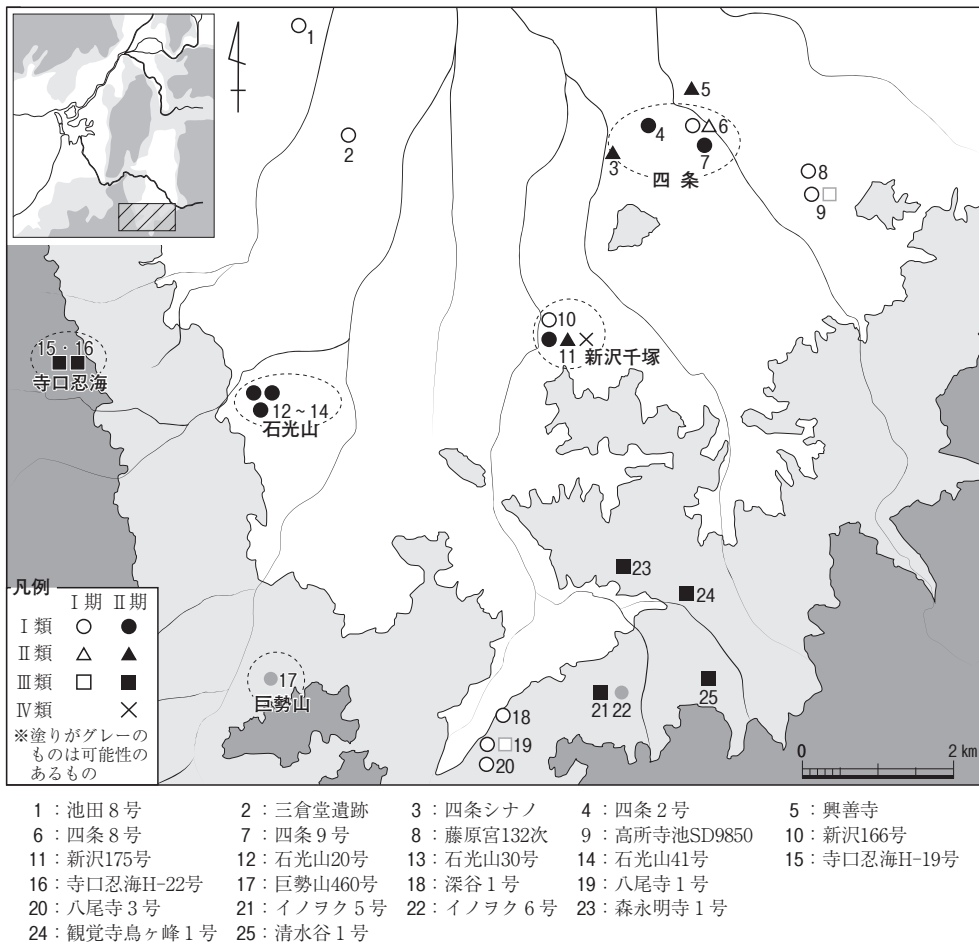 1
2
5
4
6
3
7
四条
8
9
10
11 新沢千塚
15・16
寺口忍海
12～14
石光山
23
24
凡例
Ⅰ期 Ⅱ期
Ⅰ類
Ⅱ類
Ⅲ類
Ⅳ類
※塗りがグレーの
ものは可能性の
あるもの
17
巨勢山
18
21 22
25
19
20
0 2 km
1：池田8号 2：三倉堂遺跡 3：四条シナノ 4：四条2号 5：興善寺
6：四条8号 7：四条9号 8：藤原宮132次 9：高所寺池SD9850 10：新沢166号
11：新沢175号 12：石光山20号 13：石光山30号 14：石光山41号 15：寺口忍海H-19号
16：寺口忍海H-22号 17：巨勢山460号 18：深谷1号 19：八尾寺1号
20：八尾寺3号 21：イノヲク5号 22：イノヲク6号 23：森永明寺1号
24：観覚寺鳥ヶ峰1号 25：清水谷1号